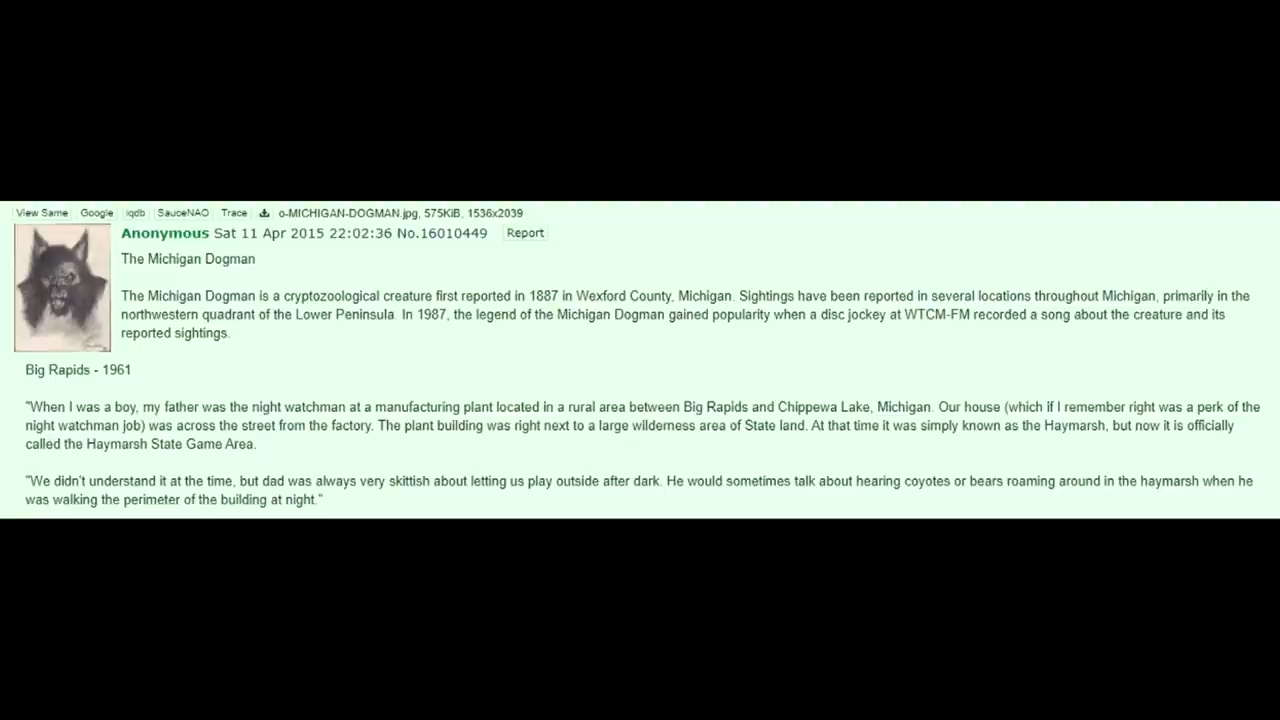 View Same Google iqdb SauceNAO Trace o-MICHIGAN-DOGMAN.jpg, 575KiB, 1536x2039
Anonymous Sat 11 Apr 2015 22:02:36 No.16010449 Report
The Michigan Dogman
The Michigan Dogman is a cryptozoological creature first reported in 1887 in Wexford County, Michigan. Sightings have been reported in several locations throughout Michigan, primarily in the
northwestern quadrant of the Lower Peninsula. In 1987, the legend of the Michigan Dogman gained popularity when a disc jockey at WTCM-FM recorded a song about the creature and its
reported sightings.
Big Rapids - 1961
"When I was a boy, my father was the night watchman at a manufacturing plant located in a rural area between Big Rapids and Chippewa Lake, Michigan. Our house (which if I remember right was a perk of the
night watchman job) was across the street from the factory. The plant building was right next to a large wilderness area of State land. At that time it was simply known as the Haymarsh, but now it is officially
called the Haymarsh State Game Area.
"We didn't understand it at the time, but dad was always very skittish about letting us play outside after dark. He would sometimes talk about hearing coyotes or bears roaming around in the haymarsh when he
was walking the perimeter of the building at night."